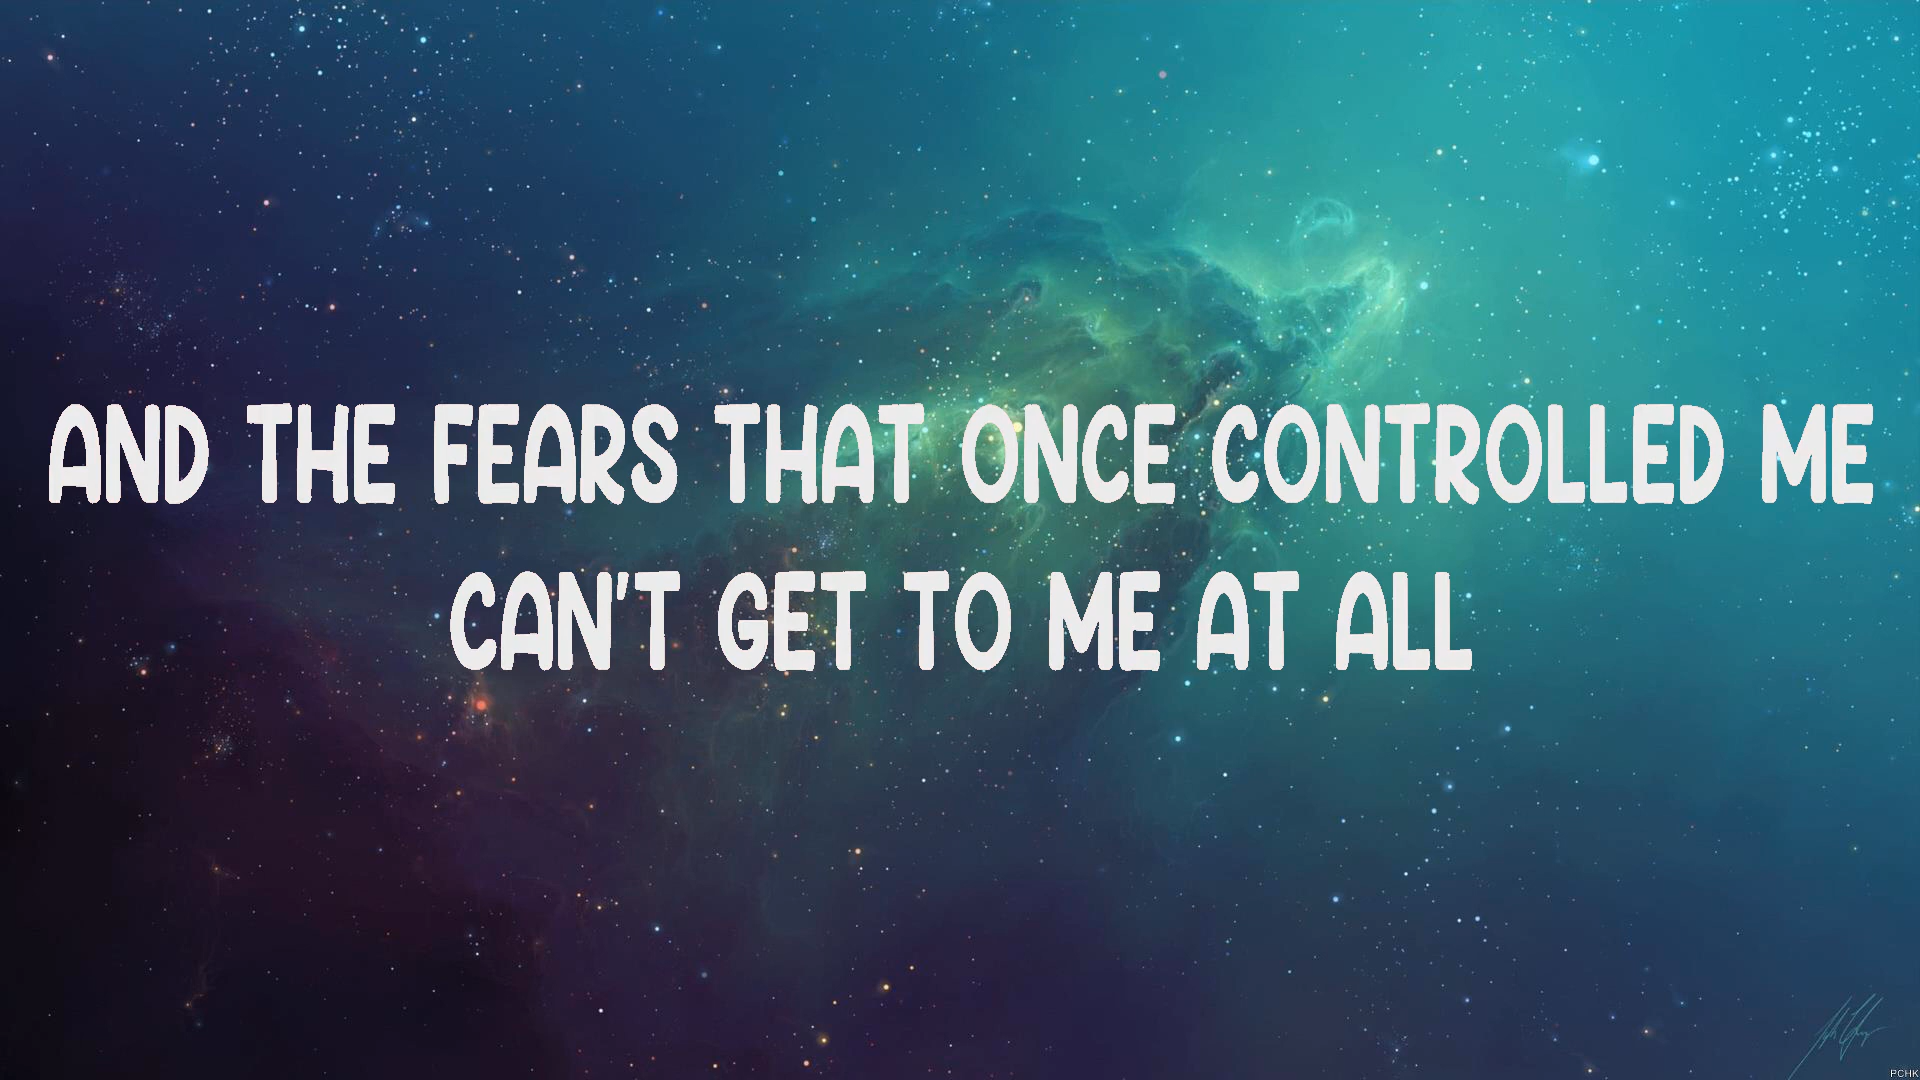 AND THE FEARS THAT ONCE CONTROLLED ME
CAN'T GET TO ME AT ALL
PCHK